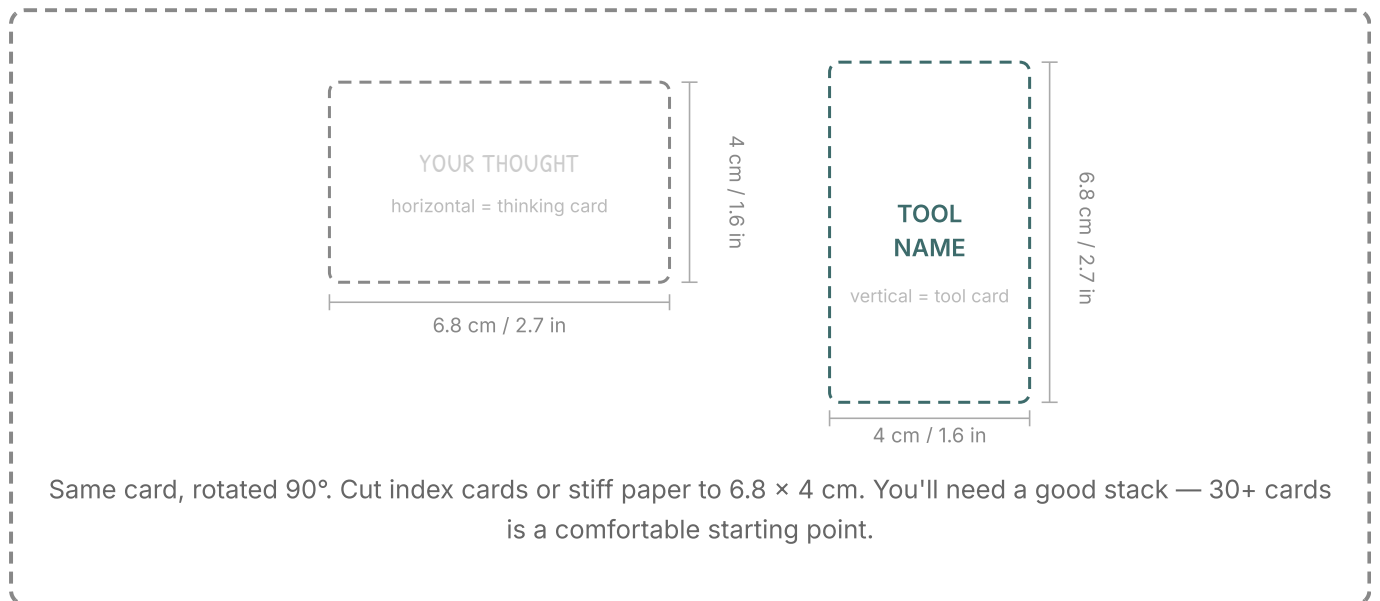 YOUR THOUGHT
horizontal = thinking card
4 cm / 1.6 in
6.8 cm / 2.7 in
TOOL
NAME
vertical = tool card
6.8 cm / 2.7 in
4 cm / 1.6 in
Same card, rotated 90°. Cut index cards or stiff paper to 6.8 × 4 cm. You'll need a good stack — 30+ cards
is a comfortable starting point.